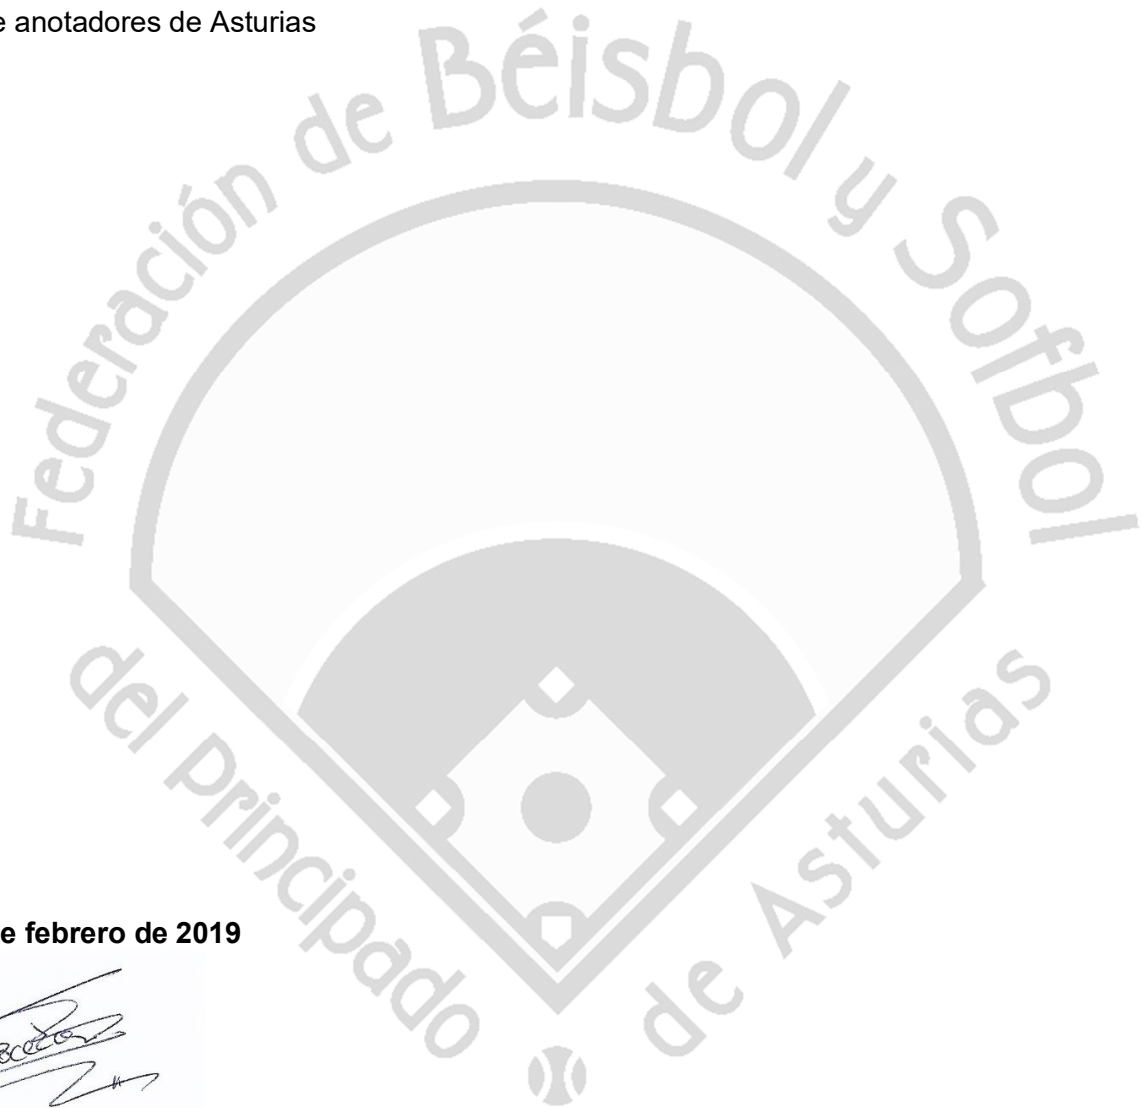 e anotadores de Asturias
Federación de Béisbol y Sofbol
del Principado de Asturias
e febrero de 2019